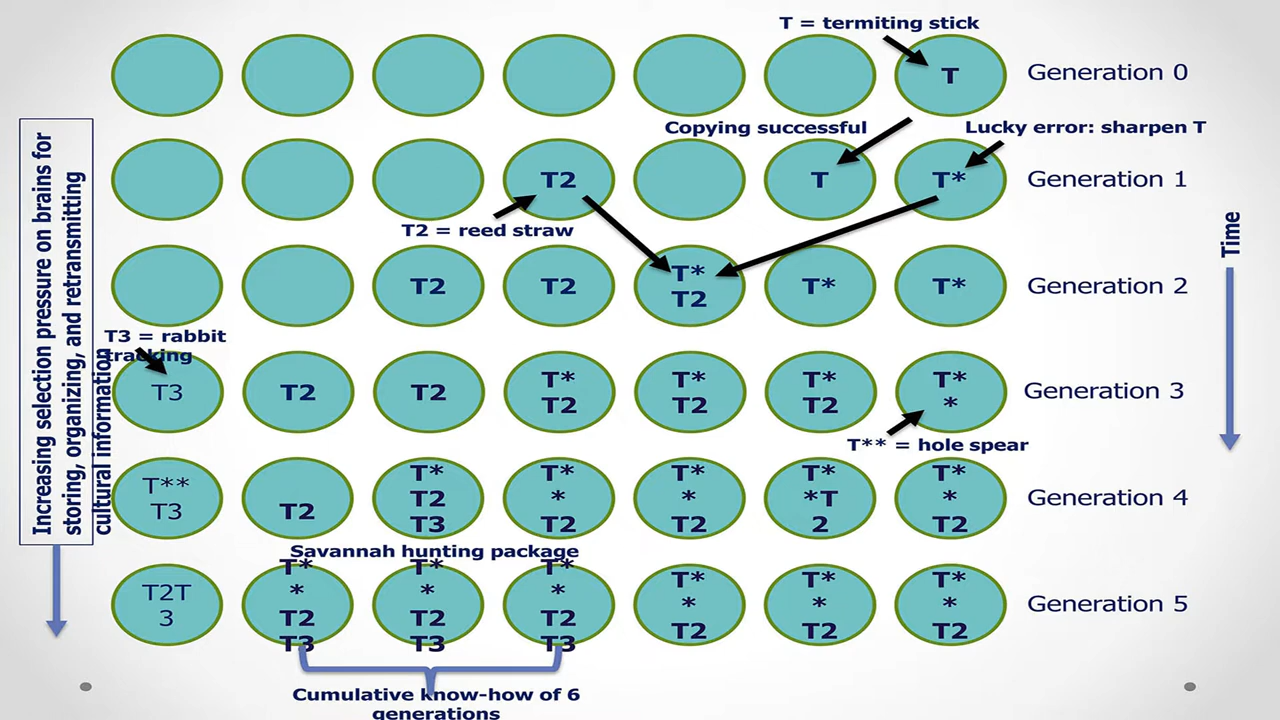 T = termiting stick
T
Generation 0
Copying successful
Lucky error: sharpen T
T2
T
T*
Generation 1
T2 = reed straw
Time
T2
T2
T*
T2
T*
T*
Generation 2
T3 = rabbit
tracking
T3
T2
T2
T*
T2
T*
T2
T*
T2
T*
*
Generation 3
T** = hole spear
T**
T3
T2
T*
T2
T3
T*
*
T2
T*
*
T2
T*
*T
2
T*
*
T2
Generation 4
Savannah hunting package
T2T
3
T*
*
T2
T3
T*
*
T2
T3
T*
*
T2
T3
T*
*
T2
T*
*
T2
T*
*
T2
Generation 5
Cumulative know-how of 6
generations
Increasing selection pressure on brains for
storing, organizing, and retransmitting
cultural information